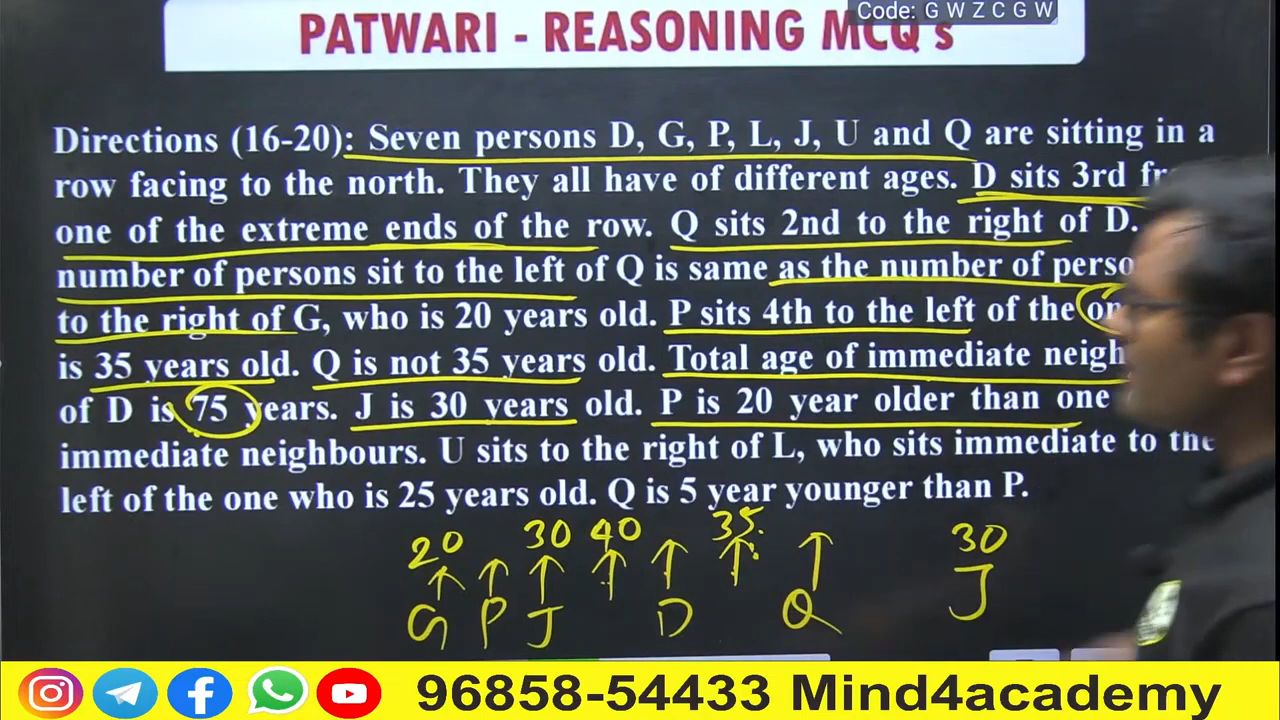 Code: G W Z C G W
PATWARI - REASONING MCQ's
Directions (16-20): Seven persons D, G, P, L, J, U and Q are sitting in a
row facing to the north. They all have of different ages. D sits 3rd
one of the extreme ends of the row. Q sits 2nd to the right of D.
number of persons sit to the left of Q is same as the number of
to the right of G, who is 20 years old. P sits 4th to the left of the
is 35 years old. Q is not 35 years old. Total age of immediate
of D is 75 years. J is 30 years old. P is 20 year older than one
immediate neighbours. U sits to the right of L, who sits immediate to the
left of the one who is 25 years old. Q is 5 year younger than P.
20 30 40 35 30
G P J D Q J
96858-54433 Mind4academy